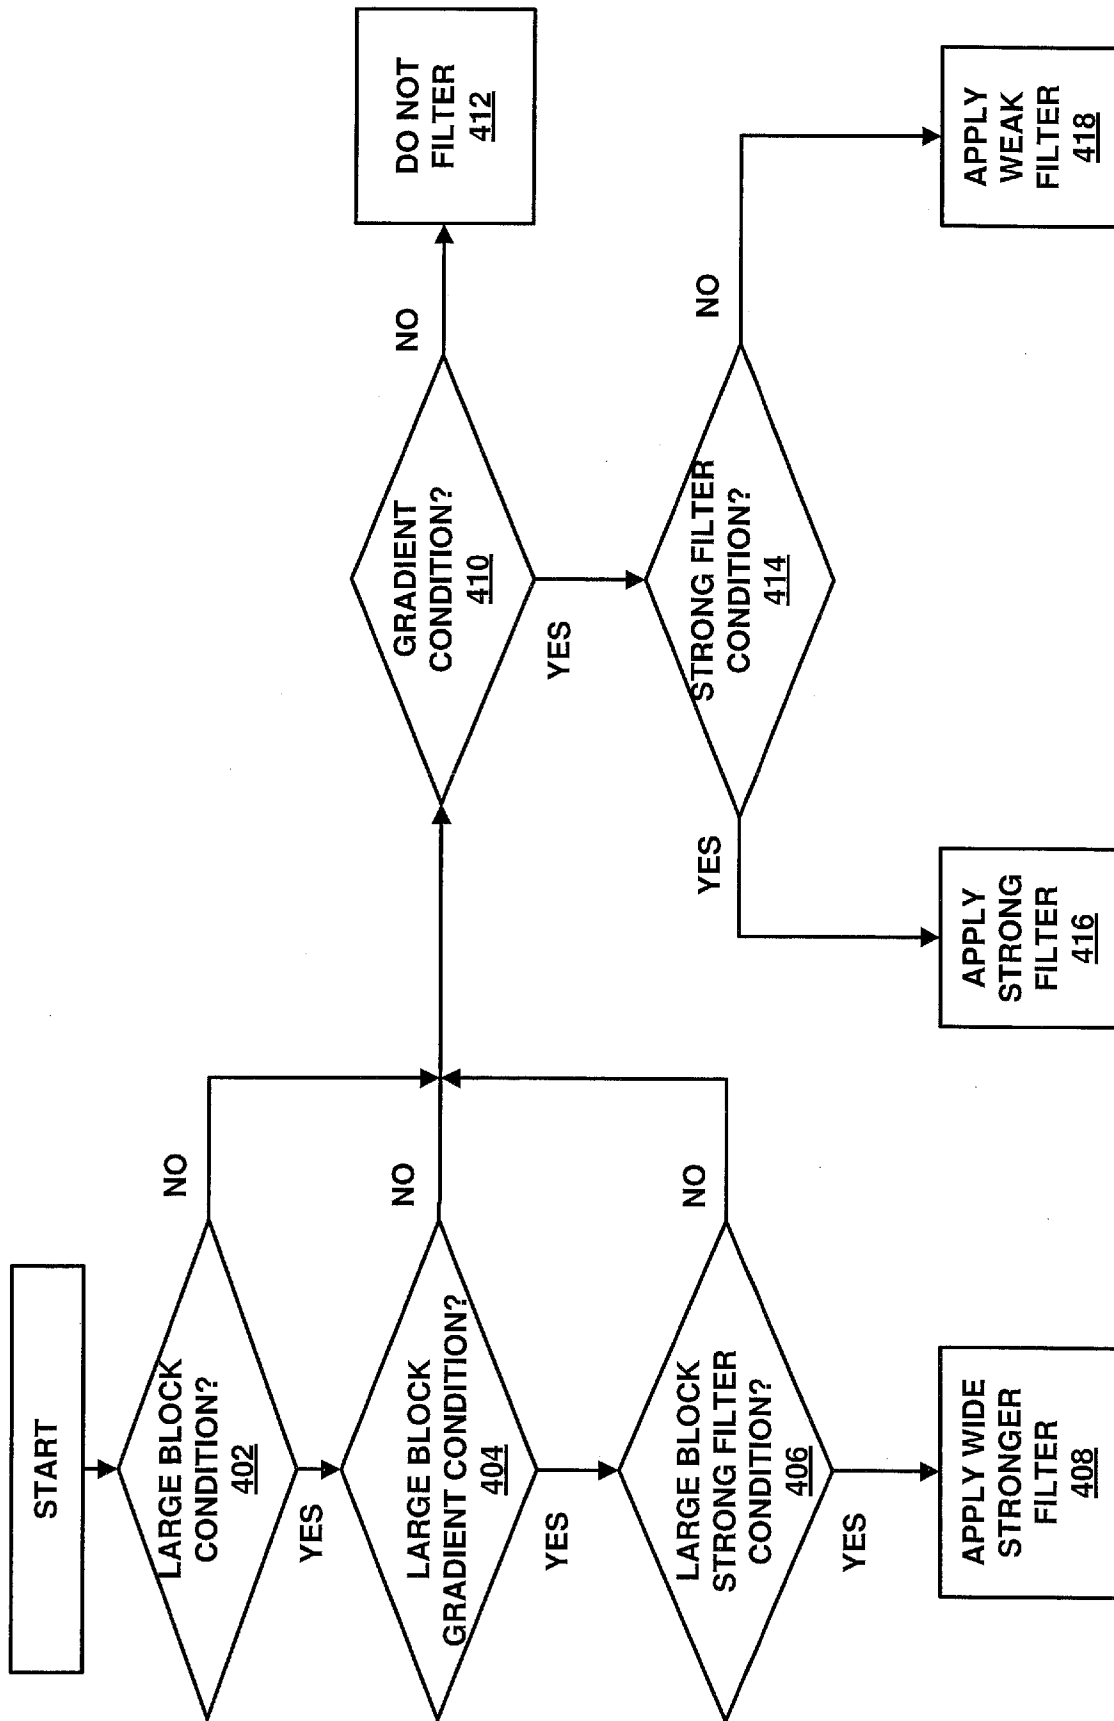 START
LARGE BLOCK
CONDITION?
402
NO
YES
LARGE BLOCK
GRADIENT CONDITION?
404
NO
YES
LARGE BLOCK
STRONG FILTER
CONDITION?
406
NO
YES
APPLY WIDE
STRONGER
FILTER
408
GRADIENT
CONDITION?
410
NO
YES
DO NOT
FILTER
412
STRONG FILTER
CONDITION?
414
YES
NO
APPLY
STRONG
FILTER
416
APPLY
WEAK
FILTER
418